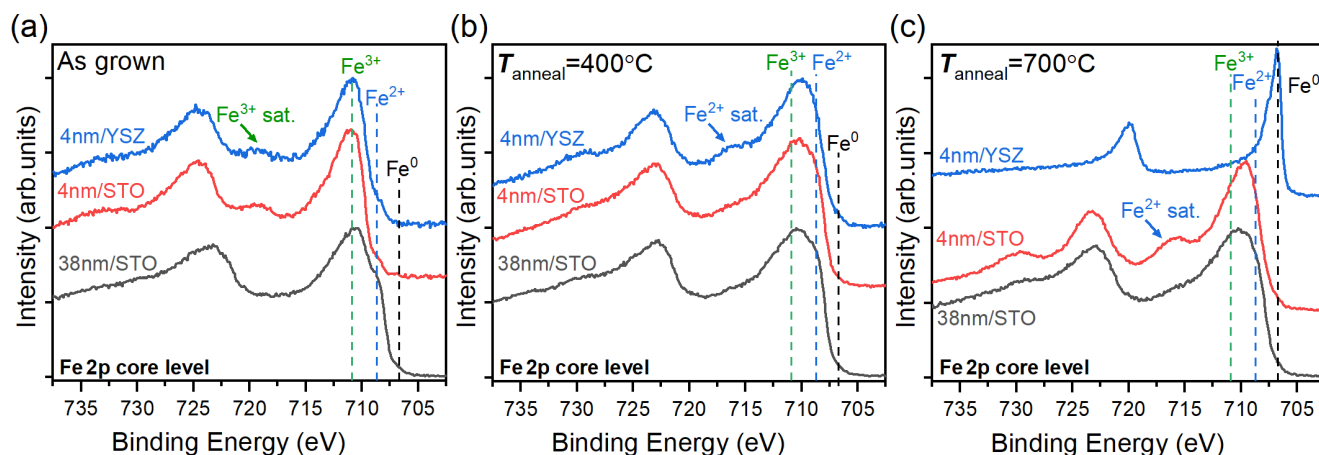 (a)
As grown
Fe³⁺
Fe²⁺
Fe³⁺ sat.
Fe⁰
4nm/YSZ
4nm/STO
38nm/STO
Fe 2p core level
Intensity (arb.units)
735 730 725 720 715 710 705
Binding Energy (eV)
(b)
Tanneal=400°C
Fe³⁺
Fe²⁺
Fe²⁺ sat.
Fe⁰
4nm/YSZ
4nm/STO
38nm/STO
Fe 2p core level
Intensity (arb.units)
735 730 725 720 715 710 705
Binding Energy (eV)
(c)
Tanneal=700°C
Fe³⁺
Fe²⁺
Fe⁰
4nm/YSZ
Fe²⁺ sat.
4nm/STO
38nm/STO
Fe 2p core level
Intensity (arb.units)
735 730 725 720 715 710 705
Binding Energy (eV)